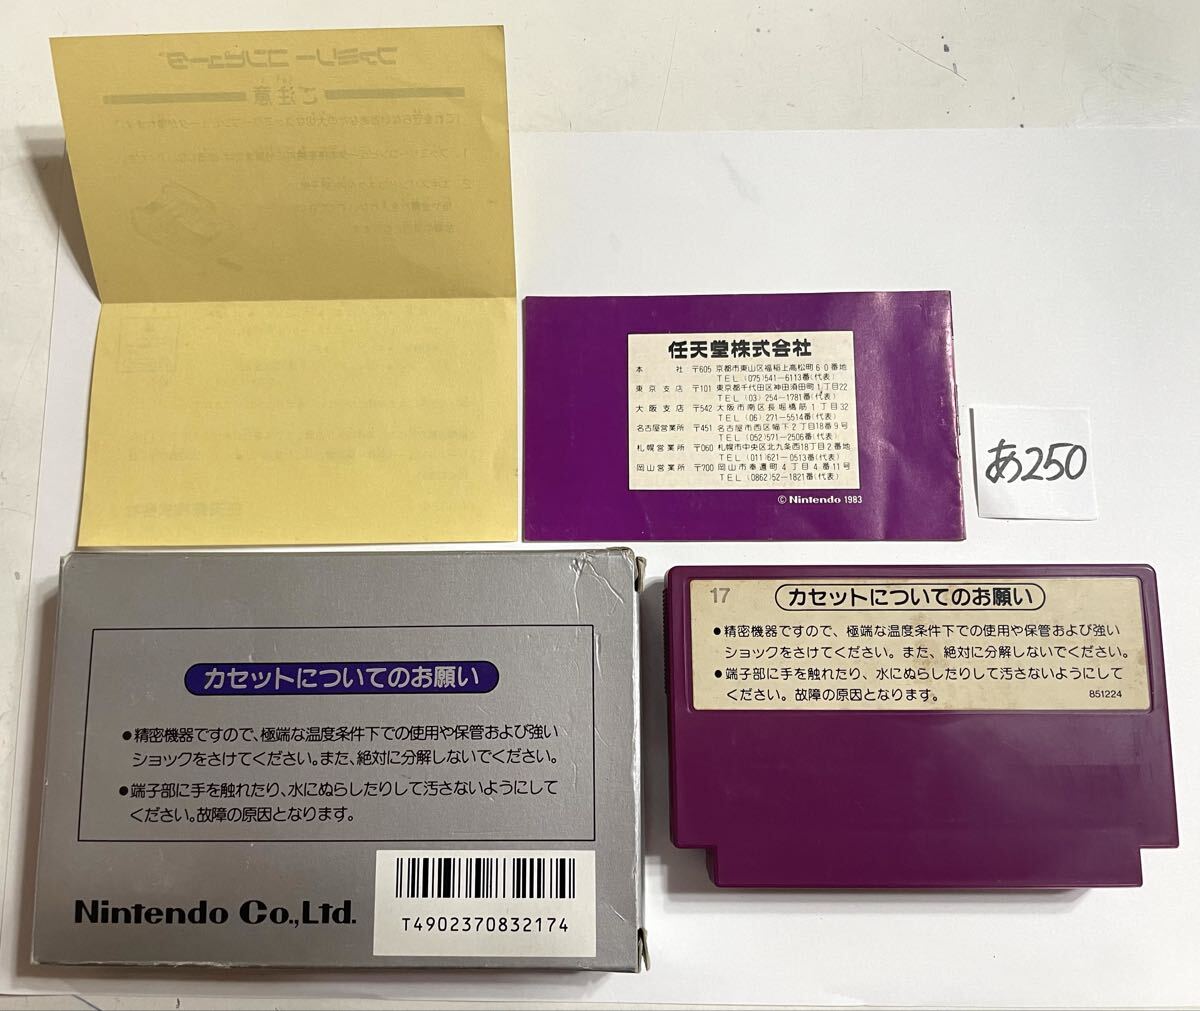 任天堂株式会社
本社 〒605 京都市東山区福稲上高松町60番地
TEL(075)541-6113番(代表)
東京支店 〒101 東京都千代田区神田須田町1丁目22
TEL(03)254-1781番(代表)
大阪支店 〒542 大阪市南区長堀橋筋1丁目32
TEL(06)271-5514番(代表)
名古屋営業所 〒451 名古屋市西区幅下2丁目18番9号
TEL(052)571-2506番(代表)
札幌営業所 〒060 札幌市中央区北九条西18丁目2番地
TEL(011)621-0513番(代表)
岡山営業所 〒700 岡山市奉還町4丁目4番11号
TEL(0862)52-1821番(代表)
©Nintendo 1983
あ250
カセットについてのお願い
●精密機器ですので、極端な温度条件下での使用や保管および強い
ショックをさけてください。また、絶対に分解しないでください。
●端子部に手を触れたり、水にぬらしたりして汚さないようにして
ください。故障の原因となります。
Nintendo Co.,Ltd.
T4902370832174
17
カセットについてのお願い
●精密機器ですので、極端な温度条件下での使用や保管および強い
ショックをさけてください。また、絶対に分解しないでください。
●端子部に手を触れたり、水にぬらしたりして汚さないようにして
ください。故障の原因となります。
851224
ファミリーコンピュータ
ご注意